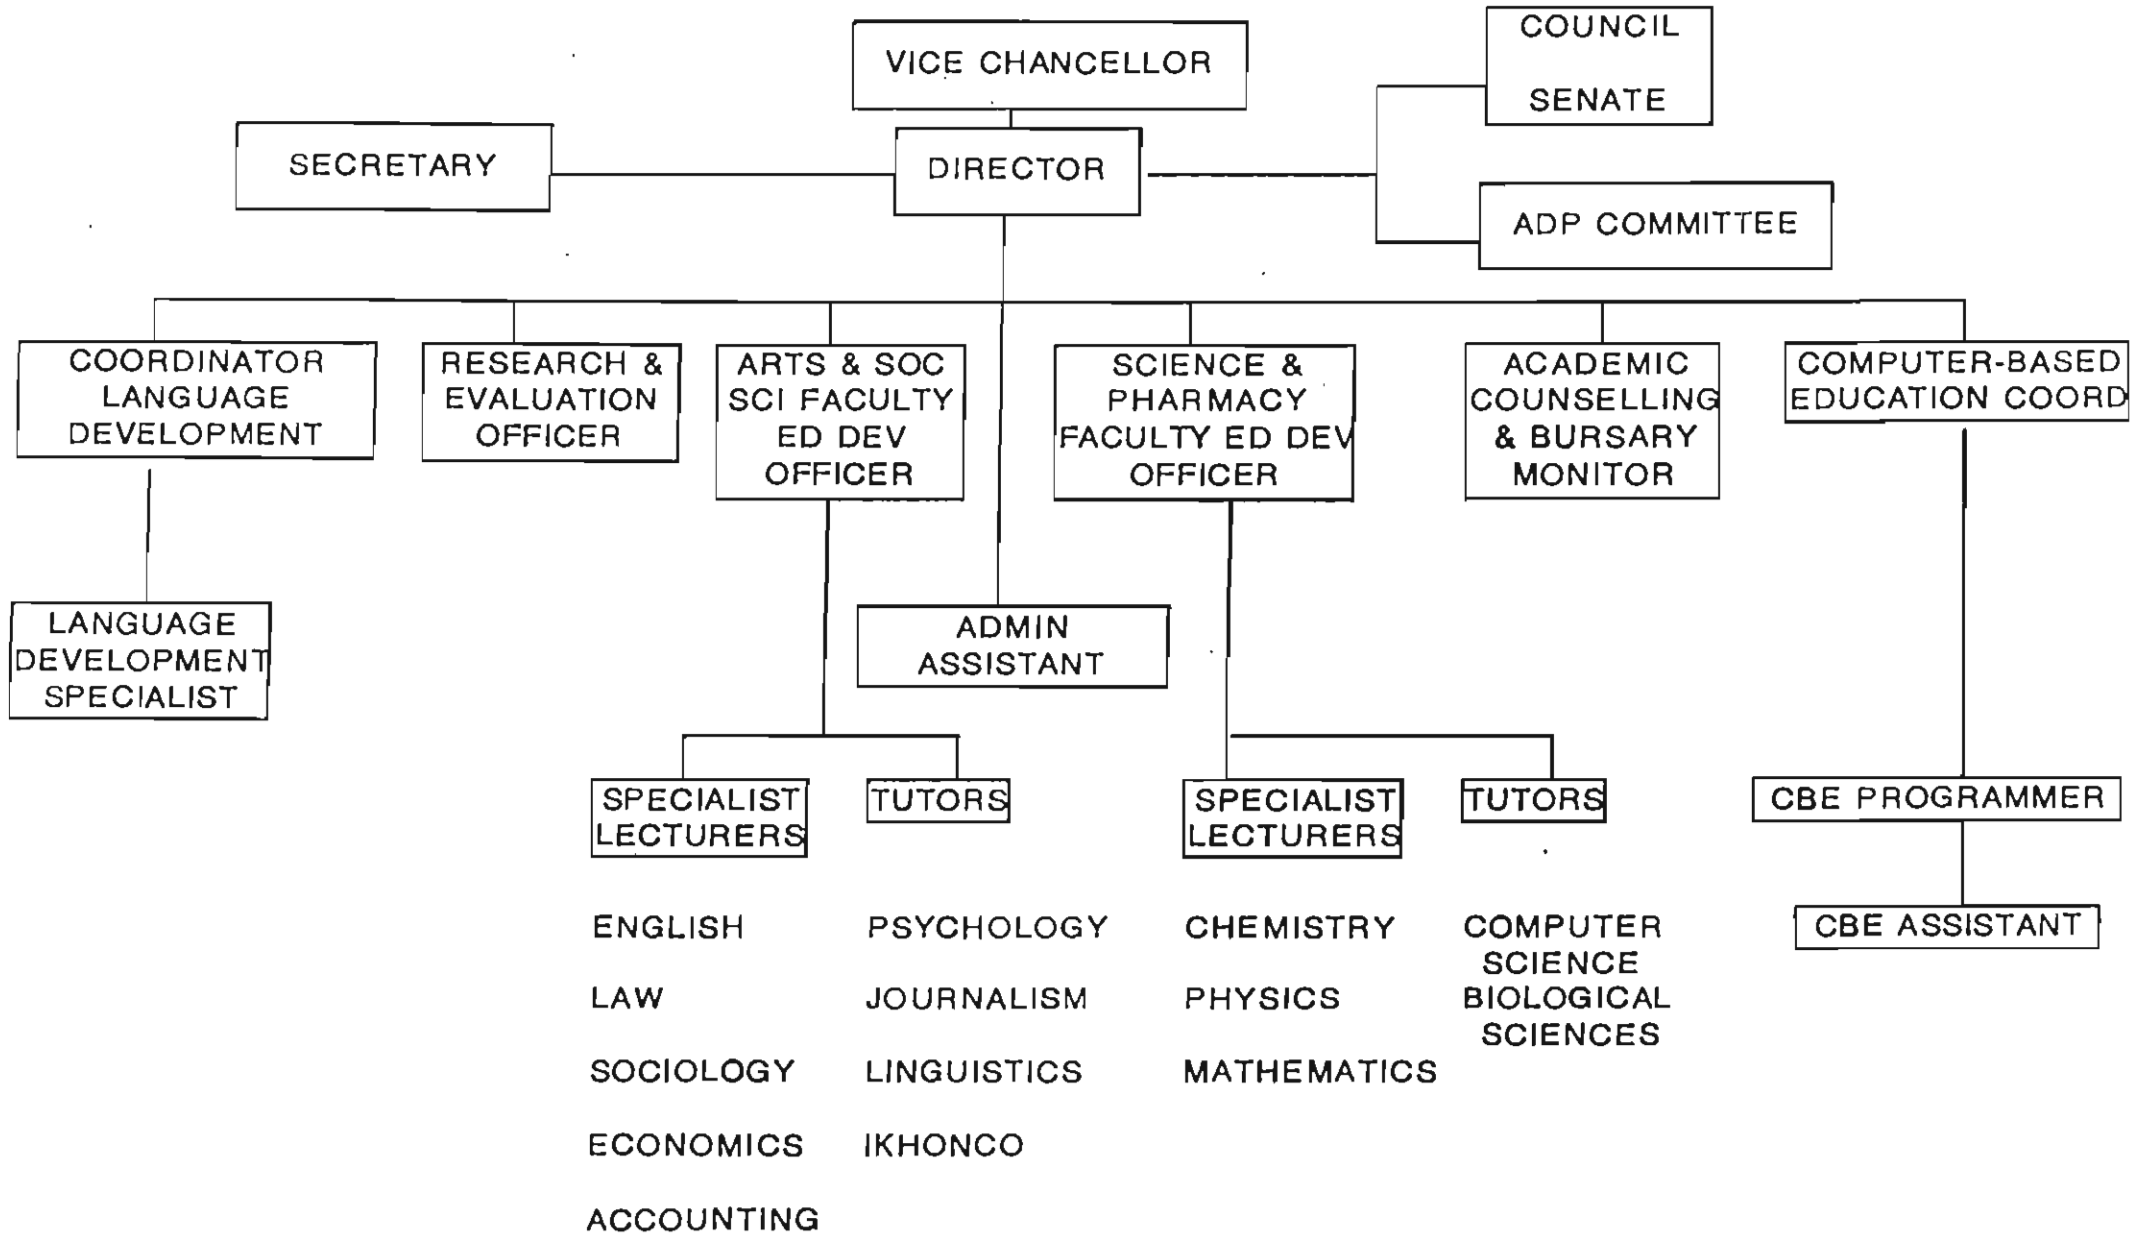 VICE CHANCELLOR
COUNCIL
SENATE
SECRETARY
DIRECTOR
ADP COMMITTEE
COORDINATOR
LANGUAGE
DEVELOPMENT
RESEARCH &
EVALUATION
OFFICER
ARTS & SOC
SCI FACULTY
ED DEV
OFFICER
SCIENCE &
PHARMACY
FACULTY ED DEV
OFFICER
ACADEMIC
COUNSELLING
& BURSARY
MONITOR
COMPUTER-BASED
EDUCATION COORD
LANGUAGE
DEVELOPMENT
SPECIALIST
ADMIN
ASSISTANT
SPECIALIST
LECTURERS
TUTORS
SPECIALIST
LECTURERS
TUTORS
CBE PROGRAMMER
CBE ASSISTANT
ENGLISH
LAW
SOCIOLOGY
ECONOMICS
ACCOUNTING
PSYCHOLOGY
JOURNALISM
LINGUISTICS
IKHONCO
CHEMISTRY
PHYSICS
MATHEMATICS
COMPUTER
SCIENCE
BIOLOGICAL
SCIENCES